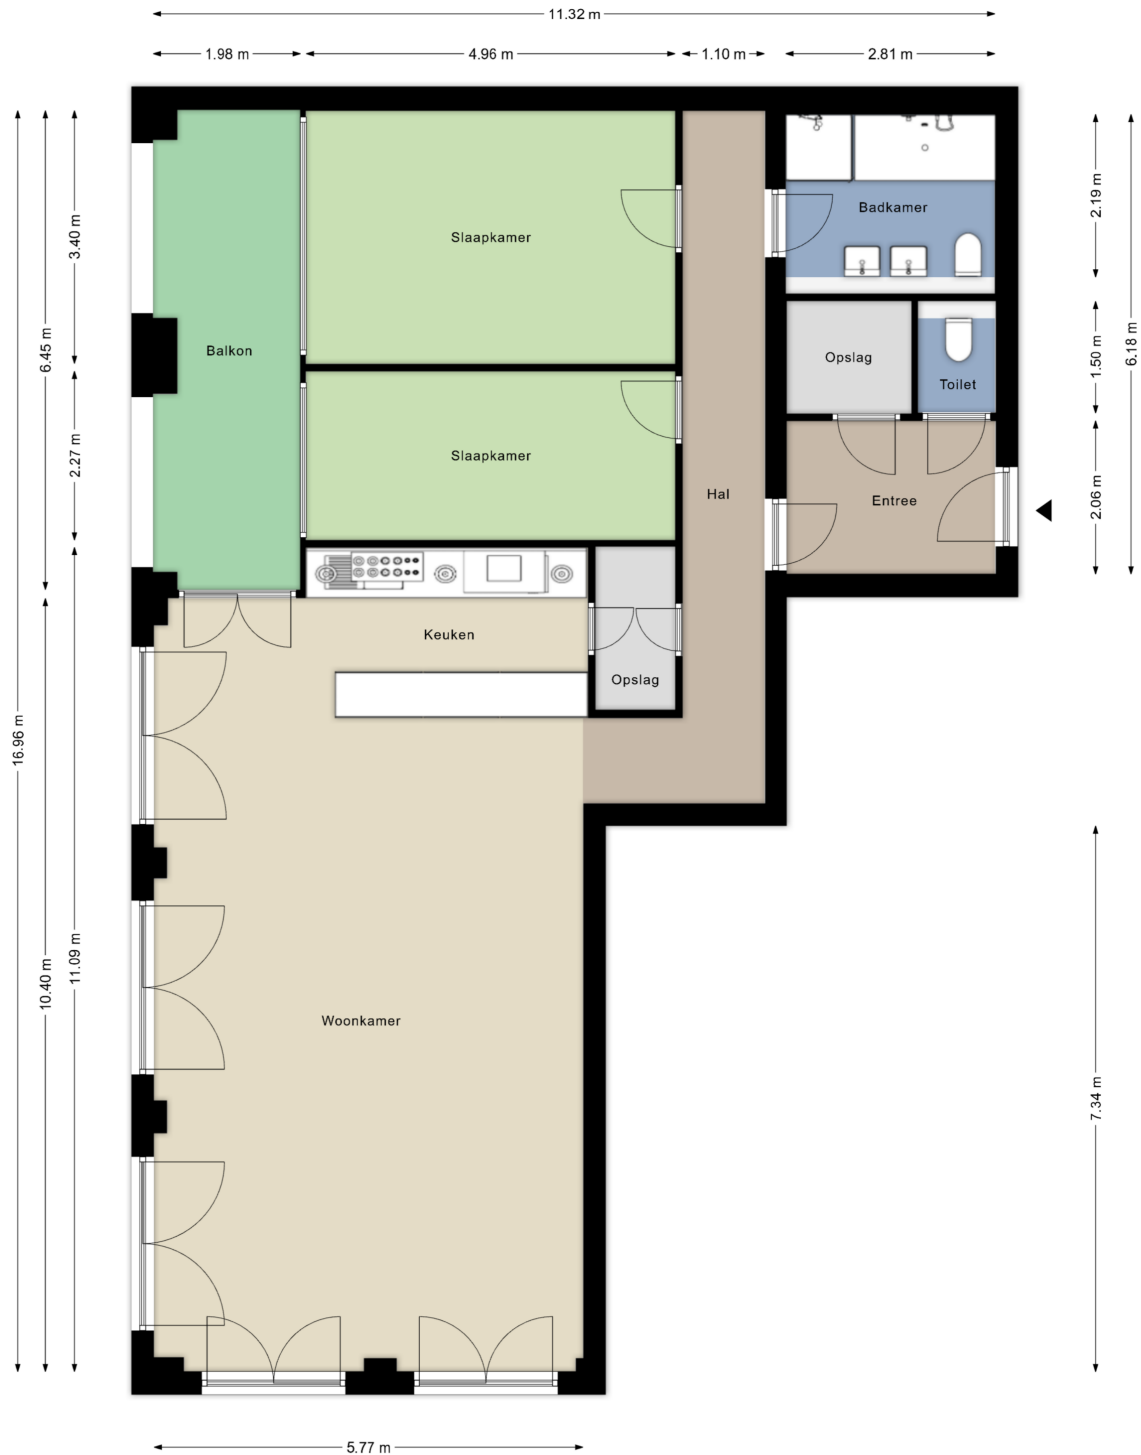 11.32 m
1.98 m
4.96 m
1.10 m
2.81 m
Badkamer
2.19 m
3.40 m
Slaapkamer
6.45 m
Balkon
Opslag
1.50 m
6.18 m
Toilet
2.27 m
Slaapkamer
Hal
Entree
2.06 m
Keuken
Opslag
16.96 m
10.40 m
11.09 m
Woonkamer
7.34 m
5.77 m